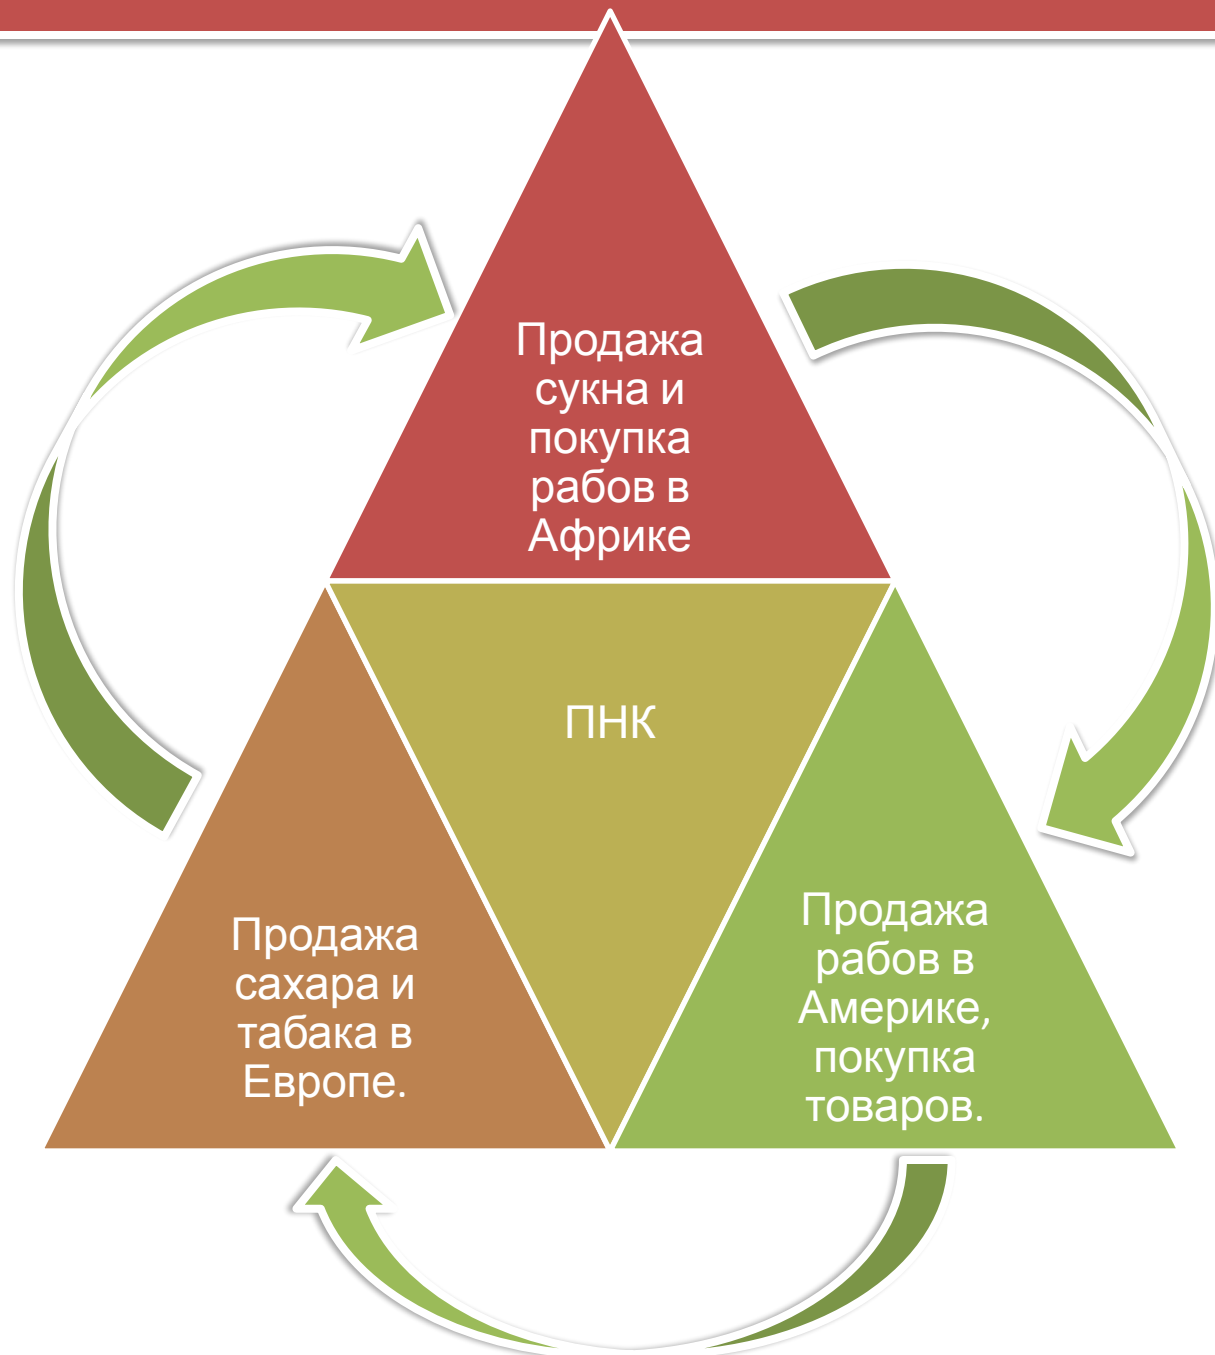 Продажа
сукна и
покупка
рабов в
Африке
ПНК
Продажа
сахара и
табака в
Европе.
Продажа
рабов в
Америке,
покупка
товаров.